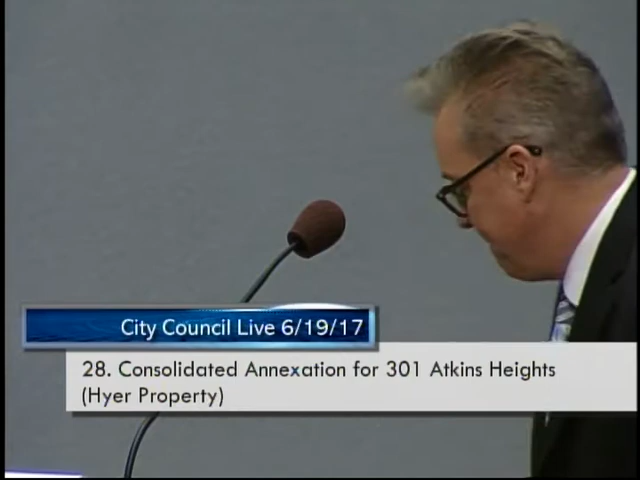 City Council Live 6/19/17
28. Consolidated Annexation for 301 Atkins Heights
(Hyer Property)